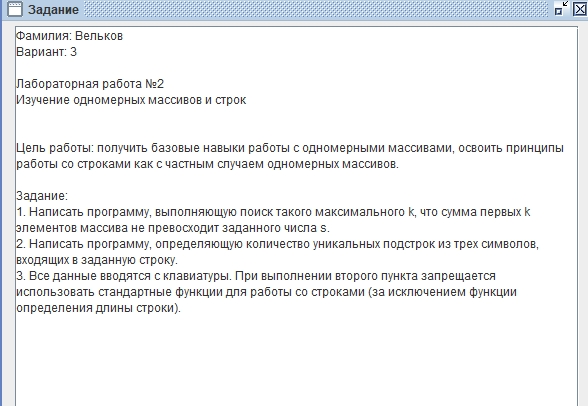 Задание
Фамилия: Вельков
Вариант: 3
Лабораторная работа №2
Изучение одномерных массивов и строк
Цель работы: получить базовые навыки работы с одномерными массивами, освоить принципы
работы со строками как с частным случаем одномерных массивов.
Задание:
1. Написать программу, выполняющую поиск такого максимального k, что сумма первых k
элементов массива не превосходит заданного числа s.
2. Написать программу, определяющую количество уникальных подстрок из трех символов,
входящих в заданную строку.
3. Все данные вводятся с клавиатуры. При выполнении второго пункта запрещается
использовать стандартные функции для работы со строками (за исключением функции
определения длины строки).